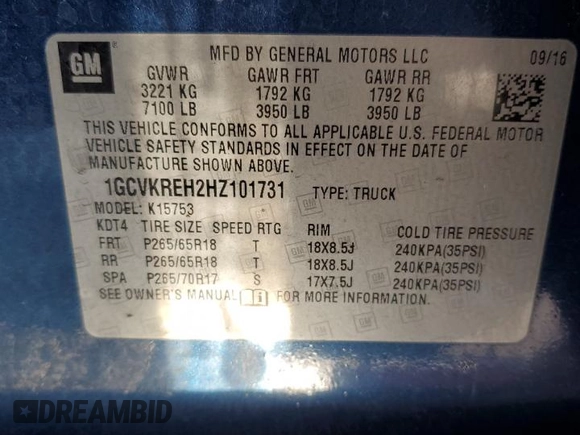 GM
MFD BY GENERAL MOTORS LLC 09/16
GVWR GAWR FRT GAWR RR
3221 KG 1792 KG 1792 KG
7100 LB 3950 LB 3950 LB
THIS VEHICLE CONFORMS TO ALL APPLICABLE U.S. FEDERAL MOTOR
VEHICLE SAFETY STANDARDS IN EFFECT ON THE DATE OF
MANUFACTURE SHOWN ABOVE.
1GCVKREH2HZ101731 TYPE: TRUCK
MODEL: K15753
KDT4 TIRE SIZE SPEED RTG RIM COLD TIRE PRESSURE
FRT P265/65R18 T 18X8.5J 240KPA(35PSI)
RR P265/65R18 T 18X8.5J 240KPA(35PSI)
SPA P265/70R17 S 17X7.5J 240KPA(35PSI)
SEE OWNER'S MANUAL FOR MORE INFORMATION.
DREAMBID